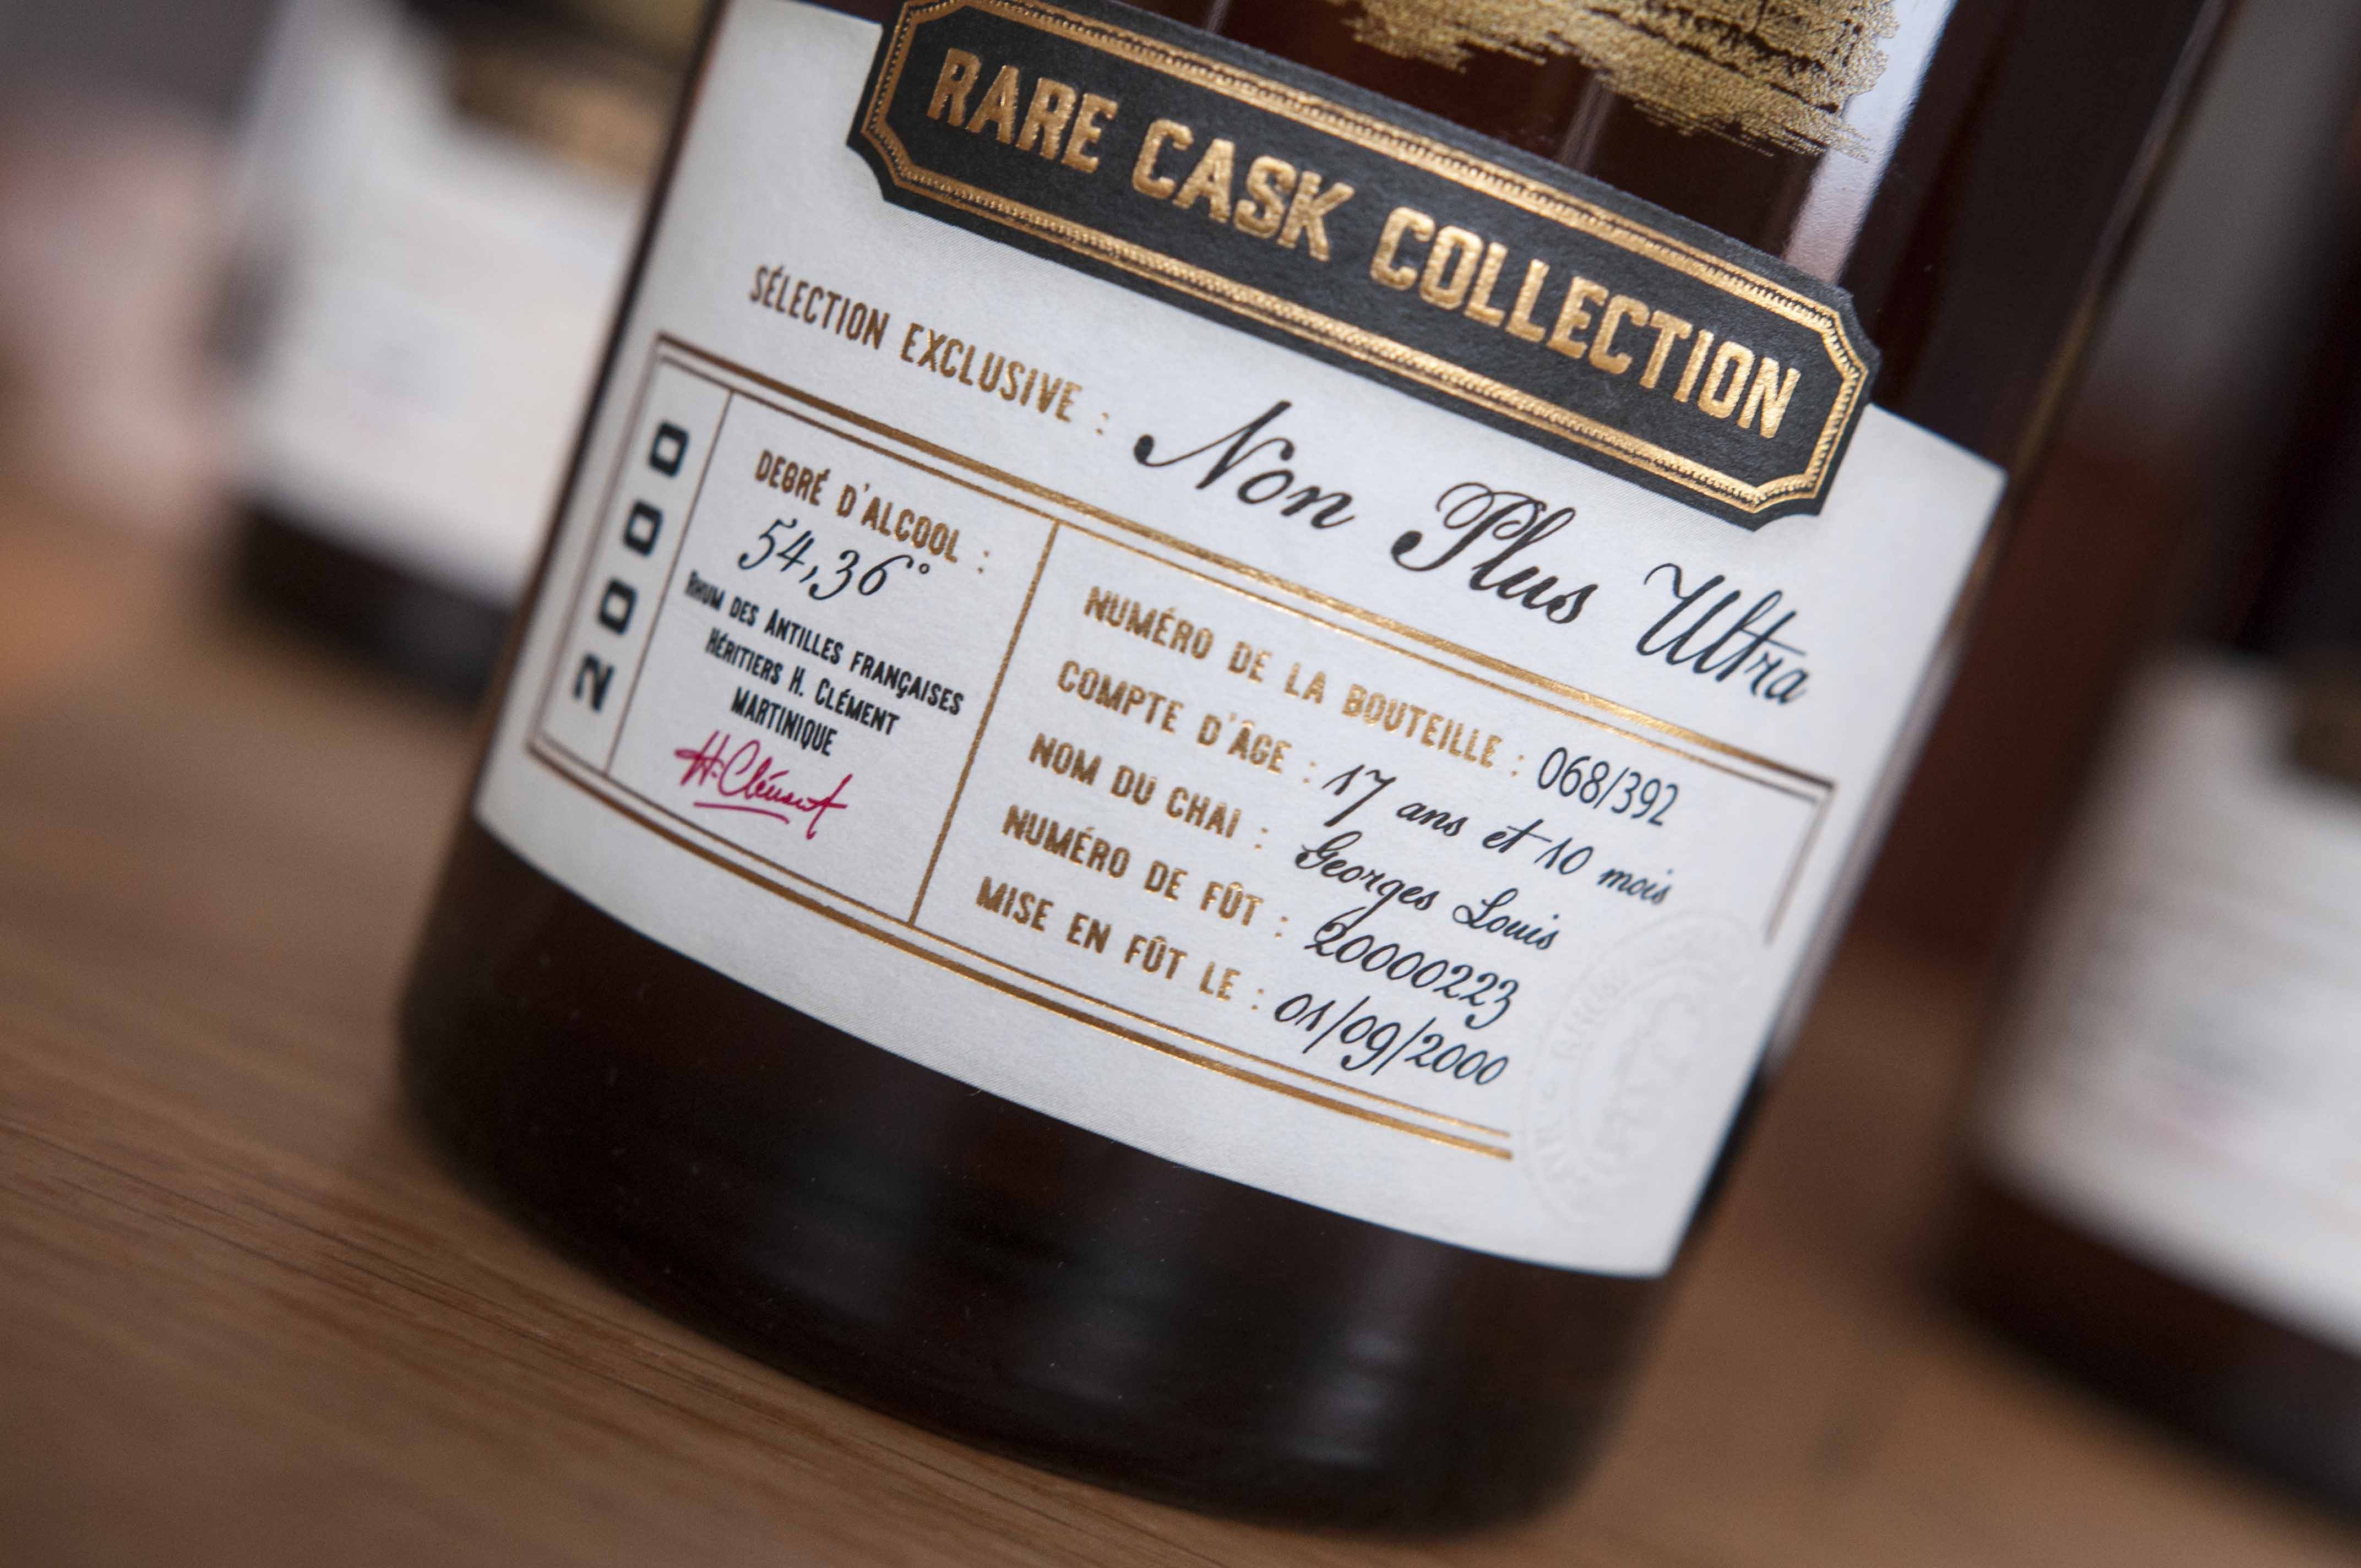 RARE CASK COLLECTION
SÉLECTION EXCLUSIVE : Non Plus Ultra
2000
DEGRÉ D'ALCOOL :
54,36°
RHUM DES ANTILLES FRANÇAISES
HÉRITIERS H. CLÉMENT
MARTINIQUE
H. Clément
NUMÉRO DE LA BOUTEILLE : 068/392
COMPTE D'ÂGE : 17 ans et 10 mois
NOM DU CHAI : Georges Louis
NUMÉRO DE FÛT : 20000223
MISE EN FÛT LE : 01/09/2000